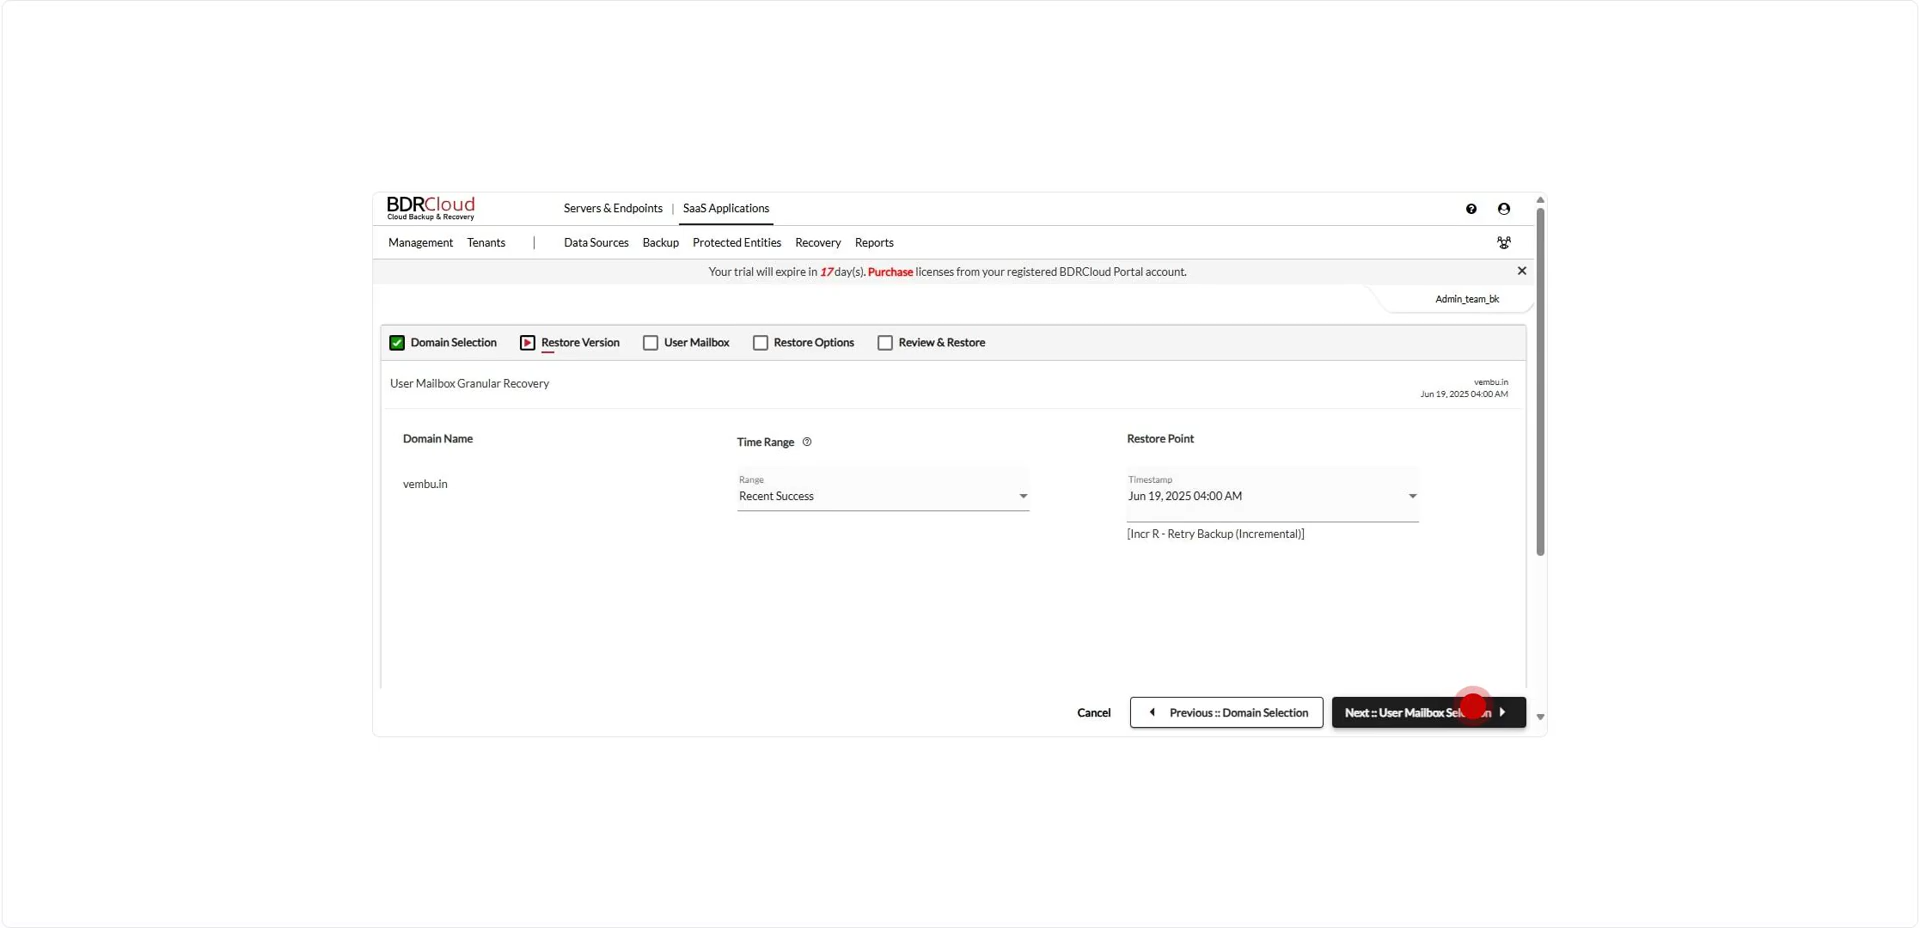 BDRCloud
Cloud Backup & Recovery
Servers & Endpoints | SaaS Applications
Management Tenants | Data Sources Backup Protected Entities Recovery Reports
Your trial will expire in 17 day(s). Purchase licenses from your registered BDRCloud Portal account.
Admin_team_bk
Domain Selection Restore Version User Mailbox Restore Options Review & Restore
User Mailbox Granular Recovery
vembu.in
Jun 19, 2025 04:00 AM
Domain Name
Time Range
Restore Point
vembu.in
Range
Recent Success
Timestamp
Jun 19, 2025 04:00 AM
[Incr R - Retry Backup (Incremental)]
Cancel
Previous :: Domain Selection
Next :: User Mailbox